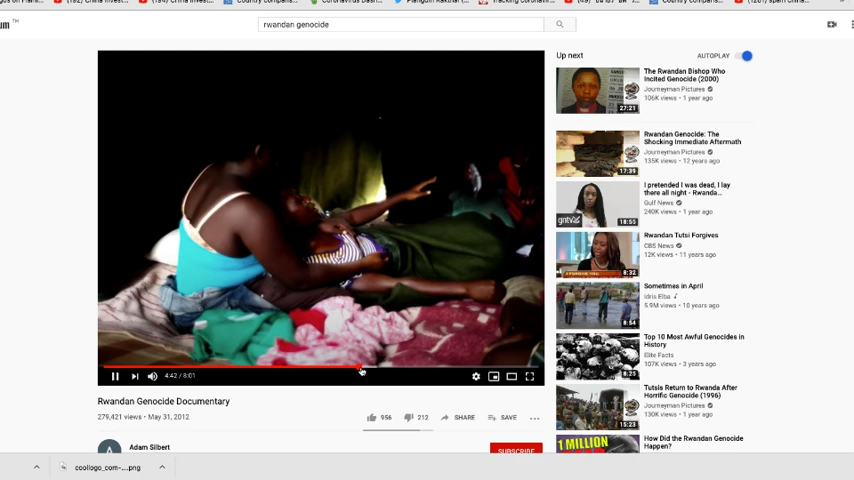 um TM
rwandan genocide
Up next
AUTOPLAY
The Rwandan Bishop Who
Incited Genocide (2000)
Journeyman Pictures
106K views • 1 year ago
27:21
Rwandan Genocide: The
Shocking Immediate Aftermath
Journeyman Pictures
135K views • 12 years ago
17:39
I pretended I was dead, I lay
there all night - Rwanda...
Gulf News
240K views • 1 year ago
gntv
18:55
Rwandan Tutsi Forgives
CBS News
12K views • 11 years ago
8:32
Sometimes in April
Idris Elba
5.9M views • 10 years ago
8:54
Top 10 Most Awful Genocides in
History
Elite Facts
107K views • 3 years ago
8:25
Tutsis Return to Rwanda After
Horrific Genocide (1996)
Journeyman Pictures
130K views • 1 year ago
15:23
How Did the Rwandan Genocide
Happen?
1 MILLION
4:42 / 8:01
Rwandan Genocide Documentary
279,421 views • May 31, 2012
956
212
SHARE
SAVE
A
Adam Silbert
SUBSCRIBE
coollogo_com-....png